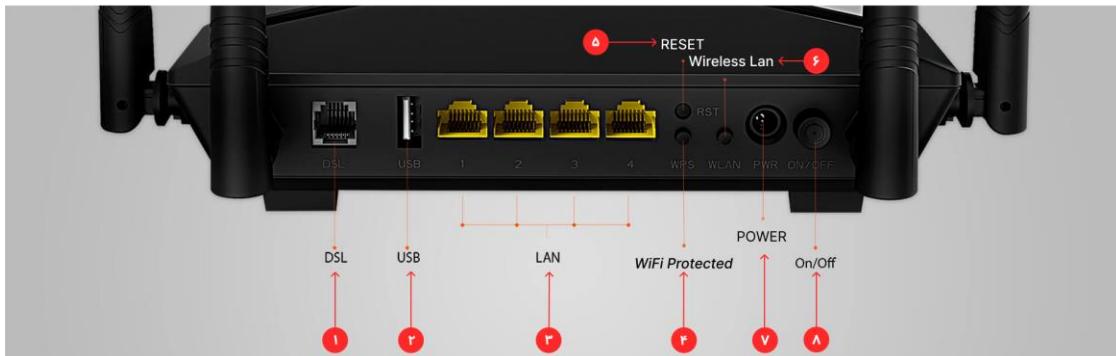 ۵ RESET
Wireless Lan ۶
RST
DSL USB 1 2 3 4 WPS WLAN PWR ON/OFF
POWER
DSL USB LAN WiFi Protected On/Off
۱ ۲ ۳ ۴ ۷ ۸